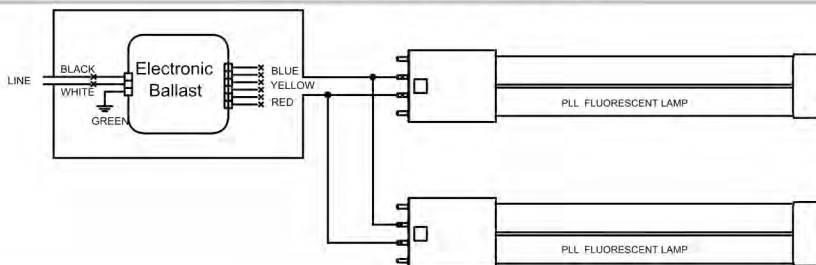 LINE
BLACK
WHITE
GREEN
Electronic
Ballast
BLUE
YELLOW
RED
PLL FLUORESCENT LAMP
PLL FLUORESCENT LAMP